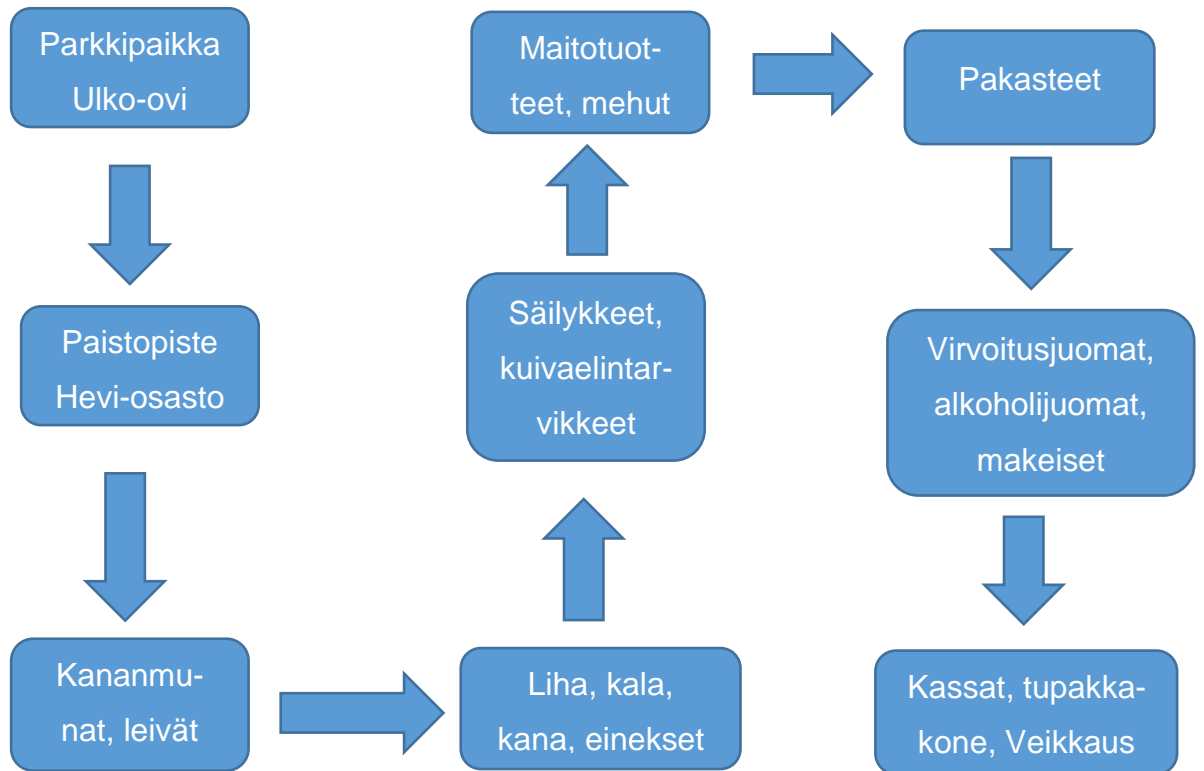 Parkkipaikka
Ulko-ovi
Paistopiste
Hevi-osasto
Kananmu-
nat, leivät
Liha, kala,
kana, einekset
Säilykkeet,
kuivaelintar-
vikkeet
Maitotuot-
teet, mehut
Pakasteet
Virvoitusjuomat,
alkoholijuomat,
makeiset
Kassat, tupakka-
kone, Veikkaus